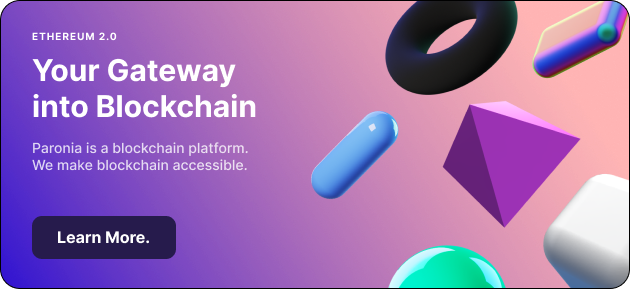 ETHEREUM 2.0
Your Gateway
into Blockchain
Paronia is a blockchain platform.
We make blockchain accessible.
Learn More.